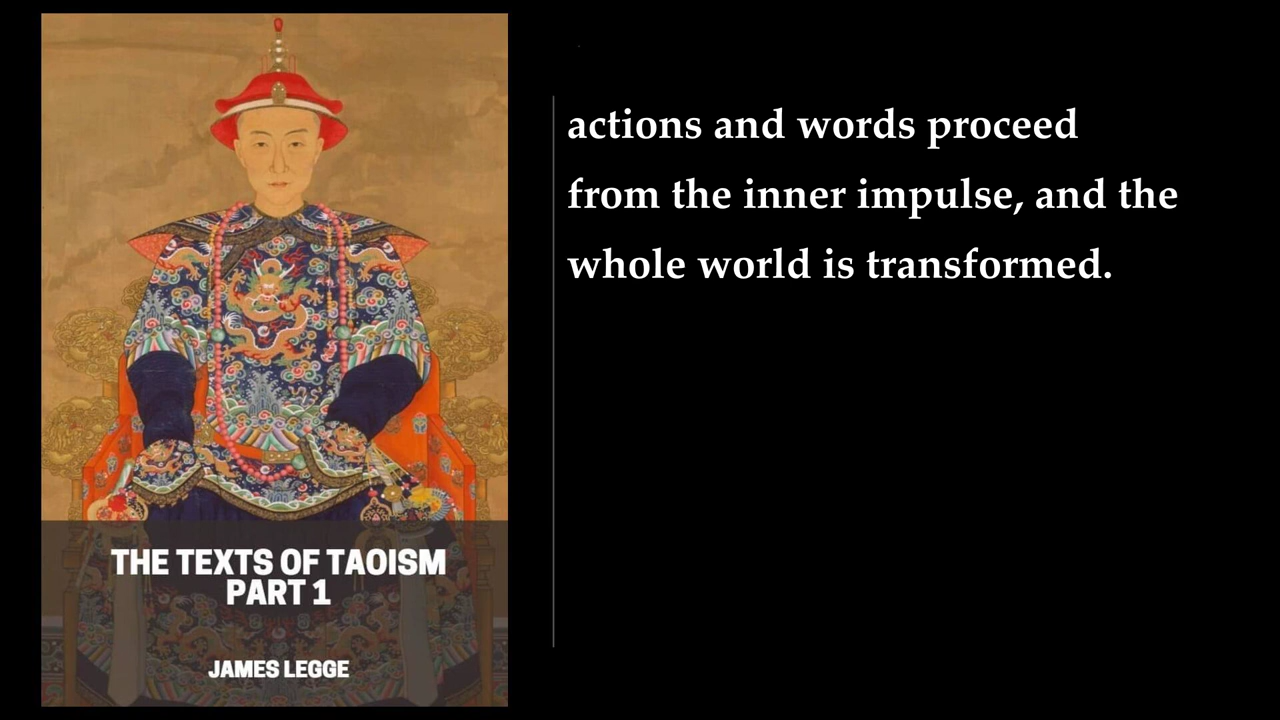 THE TEXTS OF TAOISM
PART 1
JAMES LEGGE
actions and words proceed
from the inner impulse, and the
whole world is transformed.